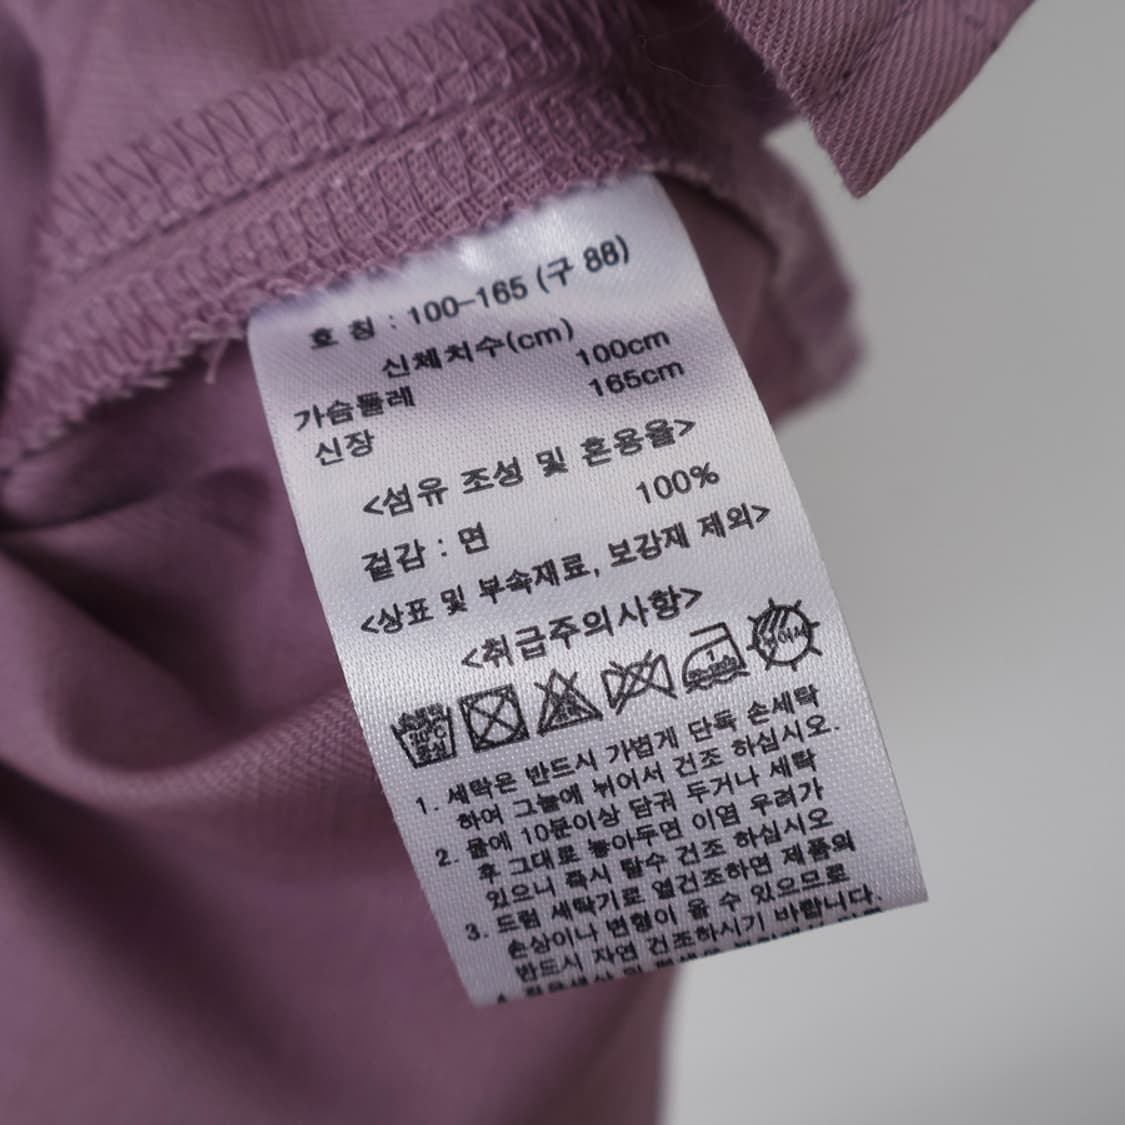 호 칭 : 100-165 (구 88)
신체치수(cm)
가슴둘레 100cm
신장 165cm
<섬유 조성 및 혼용율>
겉감 : 면 100%
<상표 및 부속재료, 보강재 제외>
<취급주의사항>
뉘어서
1. 세탁은 반드시 가볍게 단독 손세탁
하여 그늘에 뉘어서 건조 하십시오.
2. 물에 10분이상 담궈 두거나 세탁
후 그대로 놓아두면 이염 우려가
있으니 즉시 탈수 건조 하십시오
3. 드럼 세탁기로 열건조하면 제품의
손상이나 변형이 올 수 있으므로
반드시 자연 건조하시기 바랍니다.